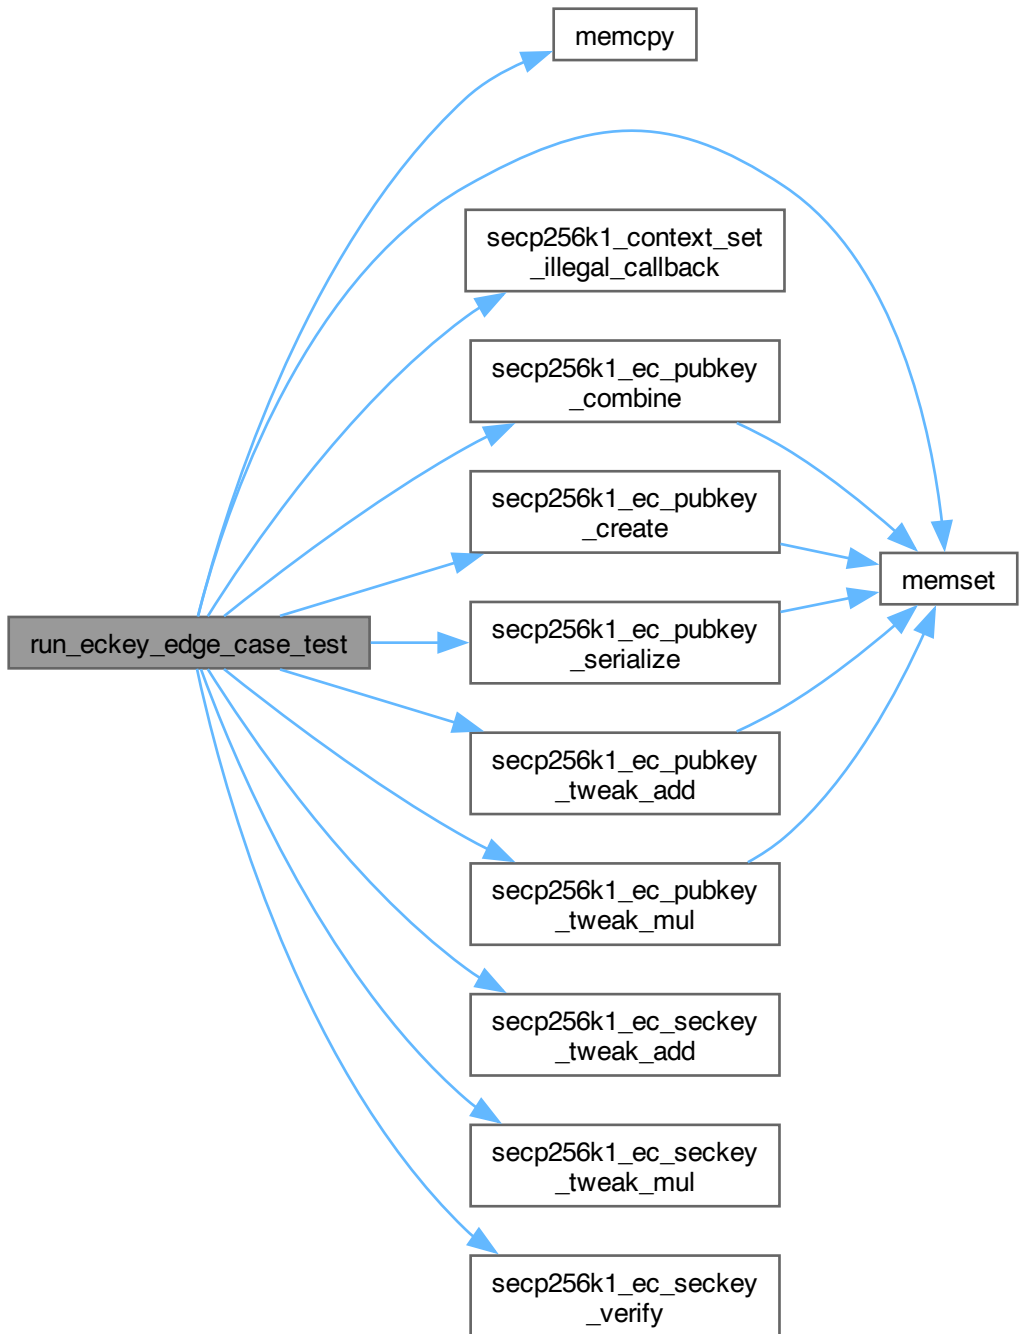 memcpy
secp256k1_context_set
_illegal_callback
secp256k1_ec_pubkey
_combine
secp256k1_ec_pubkey
_create
memset
run_eckey_edge_case_test
secp256k1_ec_pubkey
_serialize
secp256k1_ec_pubkey
_tweak_add
secp256k1_ec_pubkey
_tweak_mul
secp256k1_ec_seckey
_tweak_add
secp256k1_ec_seckey
_tweak_mul
secp256k1_ec_seckey
_verify